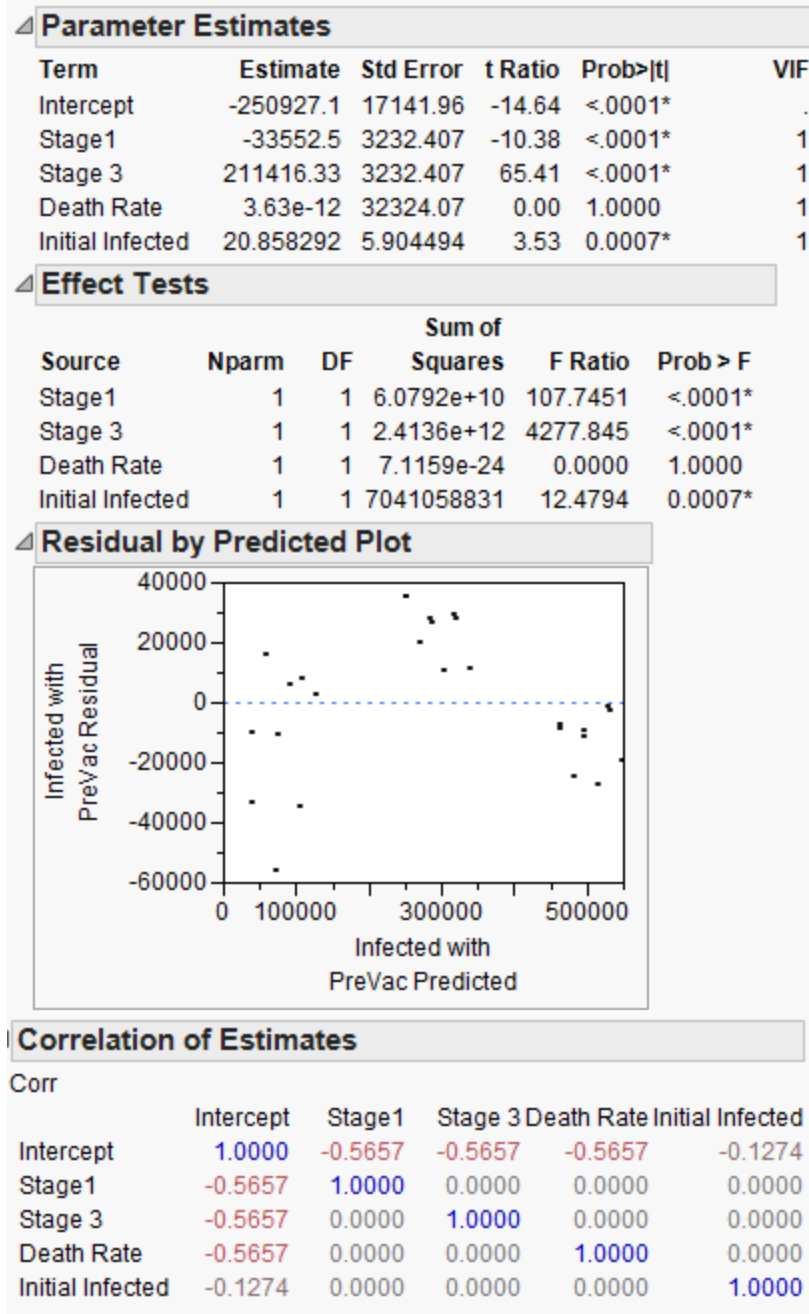 Parameter Estimates
Term Estimate Std Error t Ratio Prob>|t| VIF
Intercept -250927.1 17141.96 -14.64 <.0001* .
Stage1 -33552.5 3232.407 -10.38 <.0001* 1
Stage 3 211416.33 3232.407 65.41 <.0001* 1
Death Rate 3.63e-12 32324.07 0.00 1.0000 1
Initial Infected 20.858292 5.904494 3.53 0.0007* 1
Effect Tests
Sum of
Source Nparm DF Squares F Ratio Prob > F
Stage1 1 1 6.0792e+10 107.7451 <.0001*
Stage 3 1 1 2.4136e+12 4277.845 <.0001*
Death Rate 1 1 7.1159e-24 0.0000 1.0000
Initial Infected 1 1 7041058831 12.4794 0.0007*
Residual by Predicted Plot
Infected with
PreVac Residual
40000
20000
0
-20000
-40000
-60000
0 100000 300000 500000
Infected with
PreVac Predicted
Correlation of Estimates
Corr
Intercept Stage1 Stage 3 Death Rate Initial Infected
Intercept 1.0000 -0.5657 -0.5657 -0.5657 -0.1274
Stage1 -0.5657 1.0000 0.0000 0.0000 0.0000
Stage 3 -0.5657 0.0000 1.0000 0.0000 0.0000
Death Rate -0.5657 0.0000 0.0000 1.0000 0.0000
Initial Infected -0.1274 0.0000 0.0000 0.0000 1.0000